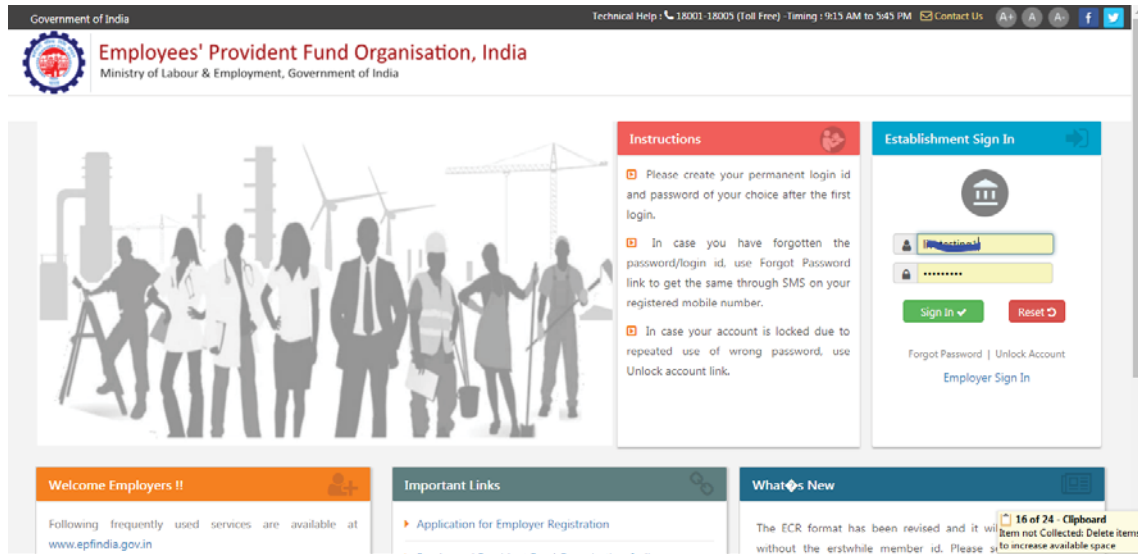 Government of India
Technical Help : 18001-18005 (Toll Free) -Timing : 9:15 AM to 5:45 PM Contact Us A+ A A-
Employees' Provident Fund Organisation, India
Ministry of Labour & Employment, Government of India
Instructions
Please create your permanent login id
and password of your choice after the first
login.
In case you have forgotten the
password/login id, use Forgot Password
link to get the same through SMS on your
registered mobile number.
In case your account is locked due to
repeated use of wrong password, use
Unlock account link.
Establishment Sign In
Sign In
Reset
Forgot Password | Unlock Account
Employer Sign In
Welcome Employers !!
Following frequently used services are available at
www.epfindia.gov.in
Important Links
Application for Employer Registration
What�s New
The ECR format has been revised and it
without the erstwhile member id. Please
16 of 24 - Clipboard
Item not Collected: Delete items
to increase available space